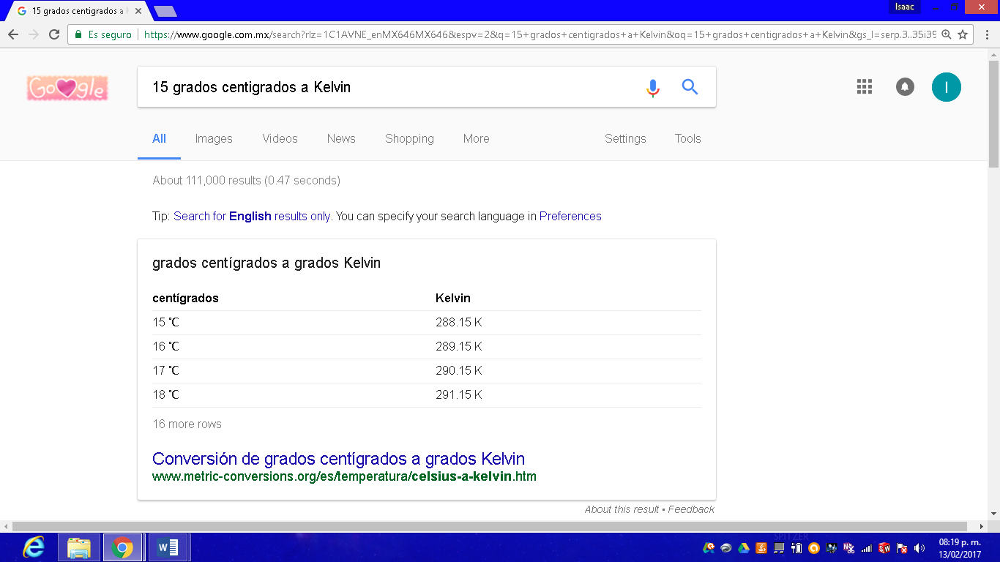 15 grados centigrados a
Isaac
Es seguro
https://www.google.com.mx/search?rlz=1C1AVNE_enMX646MX646&espv=2&q=15+grados+centigrados+a+Kelvin&oq=15+grados+centigrados+a+Kelvin&gs_l=serp.3..35i39
Google
15 grados centigrados a Kelvin
I
All Images Videos News Shopping More Settings Tools
About 111,000 results (0.47 seconds)
Tip: Search for English results only. You can specify your search language in Preferences
grados centígrados a grados Kelvin
centígrados Kelvin
15 °C 288.15 K
16 °C 289.15 K
17 °C 290.15 K
18 °C 291.15 K
16 more rows
Conversión de grados centígrados a grados Kelvin
www.metric-conversions.org/es/temperatura/celsius-a-kelvin.htm
About this result • Feedback
SPITZER
08:19 p. m.
13/02/2017